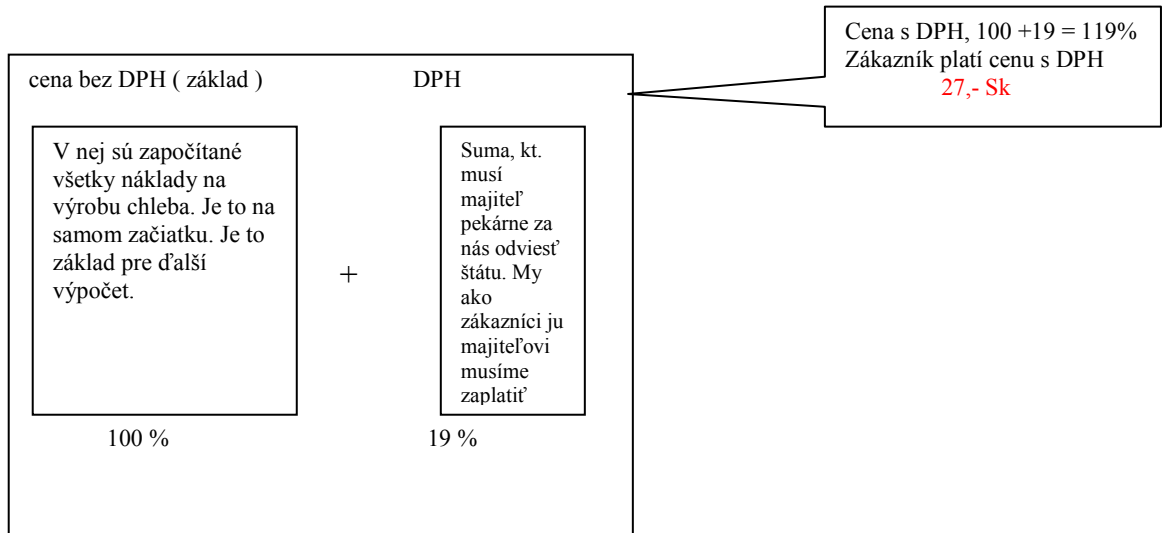 Cena s DPH, 100 +19 = 119%
Zákazník platí cenu s DPH
27,- Sk
cena bez DPH ( základ )
DPH
V nej sú započítané
všetky náklady na
výrobu chleba. Je to na
samom začiatku. Je to
základ pre ďalší
výpočet.
+
Suma, kt.
musí
majiteľ
pekárne za
nás odviesť
štátu. My
ako
zákazníci ju
majiteľovi
musíme
zaplatiť
100 %
19 %